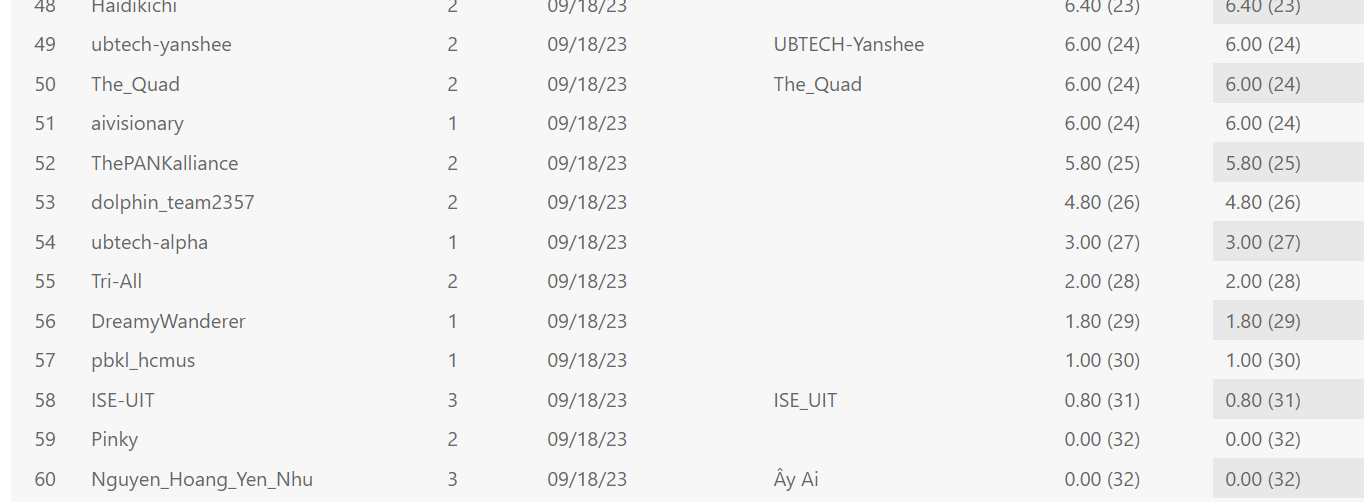 48 Haidikichi 2 09/18/23 6.40 (23) 6.40 (23)
49 ubtech-yanshee 2 09/18/23 UBTECH-Yanshee 6.00 (24) 6.00 (24)
50 The_Quad 2 09/18/23 The_Quad 6.00 (24) 6.00 (24)
51 aivisionary 1 09/18/23 6.00 (24) 6.00 (24)
52 ThePANKalliance 2 09/18/23 5.80 (25) 5.80 (25)
53 dolphin_team2357 2 09/18/23 4.80 (26) 4.80 (26)
54 ubtech-alpha 1 09/18/23 3.00 (27) 3.00 (27)
55 Tri-All 2 09/18/23 2.00 (28) 2.00 (28)
56 DreamyWanderer 1 09/18/23 1.80 (29) 1.80 (29)
57 pbkl_hcmus 1 09/18/23 1.00 (30) 1.00 (30)
58 ISE-UIT 3 09/18/23 ISE_UIT 0.80 (31) 0.80 (31)
59 Pinky 2 09/18/23 0.00 (32) 0.00 (32)
60 Nguyen_Hoang_Yen_Nhu 3 09/18/23 Ây Ai 0.00 (32) 0.00 (32)